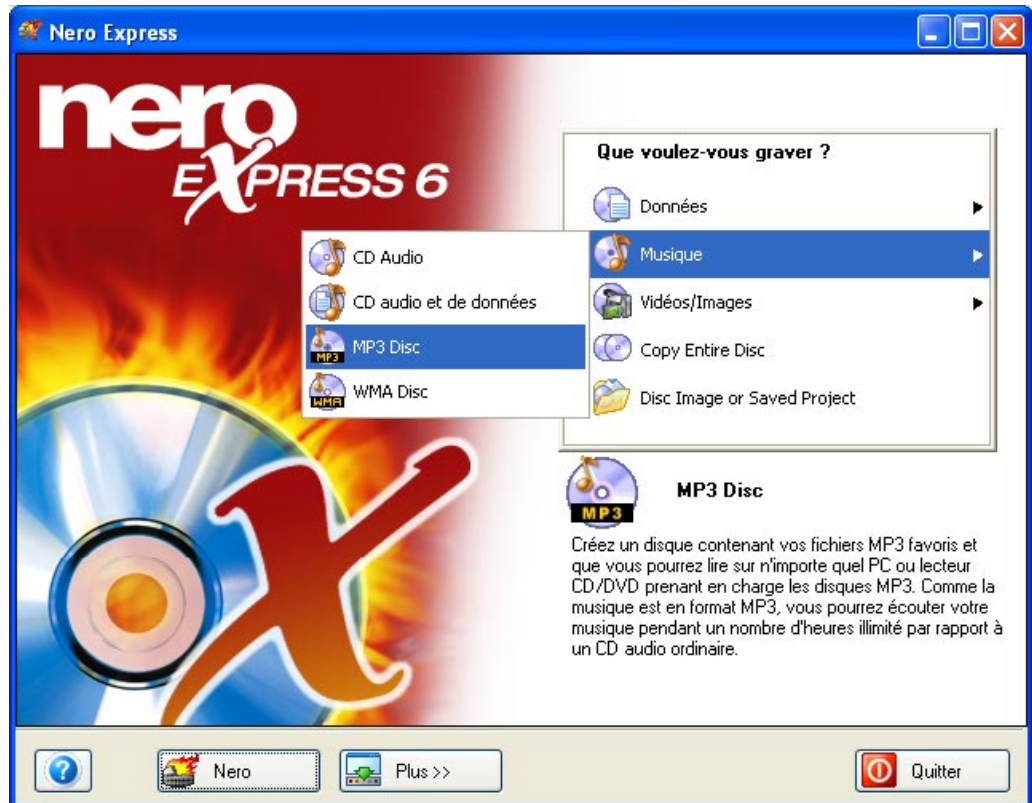 Nero Express
nero
EXPRESS 6
Que voulez-vous graver ?
Données
Musique
Vidéos/Images
Copy Entire Disc
Disc Image or Saved Project
CD Audio
CD audio et de données
MP3 MP3 Disc
WMA WMA Disc
MP3 MP3 Disc
Créez un disque contenant vos fichiers MP3 favoris et
que vous pourrez lire sur n'importe quel PC ou lecteur
CD/DVD prenant en charge les disques MP3. Comme la
musique est en format MP3, vous pourrez écouter votre
musique pendant un nombre d'heures illimité par rapport à
un CD audio ordinaire.
? Nero Plus >> Quitter